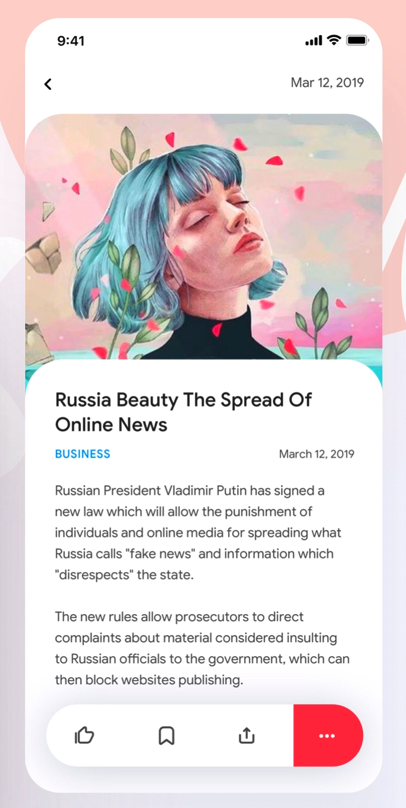 9:41
Mar 12, 2019
Russia Beauty The Spread Of
Online News
BUSINESS
March 12, 2019
Russian President Vladimir Putin has signed a
new law which will allow the punishment of
individuals and online media for spreading what
Russia calls "fake news" and information which
"disrespects" the state.
The new rules allow prosecutors to direct
complaints about material considered insulting
to Russian officials to the government, which can
then block websites publishing.